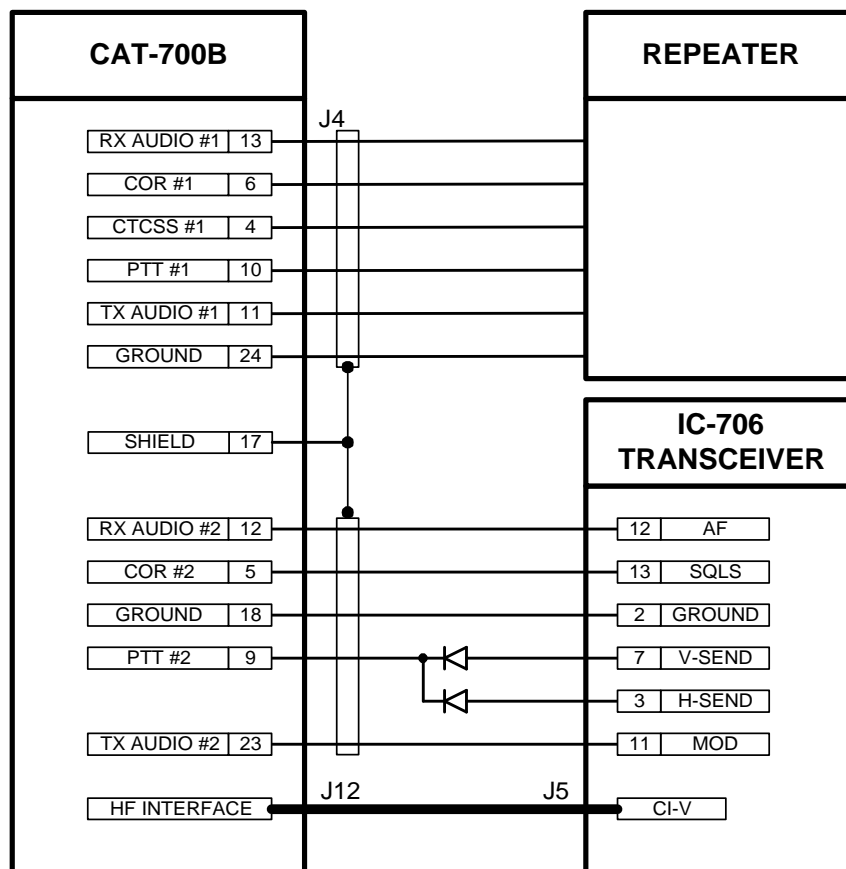 CAT-700B REPEATER
J4
RX AUDIO #1 13
COR #1 6
CTCSS #1 4
PTT #1 10
TX AUDIO #1 11
GROUND 24
IC-706
TRANSCEIVER
SHIELD 17
RX AUDIO #2 12 12 AF
COR #2 5 13 SQLS
GROUND 18 2 GROUND
PTT #2 9 7 V-SEND
3 H-SEND
TX AUDIO #2 23 11 MOD
J12 J5
HF INTERFACE CI-V